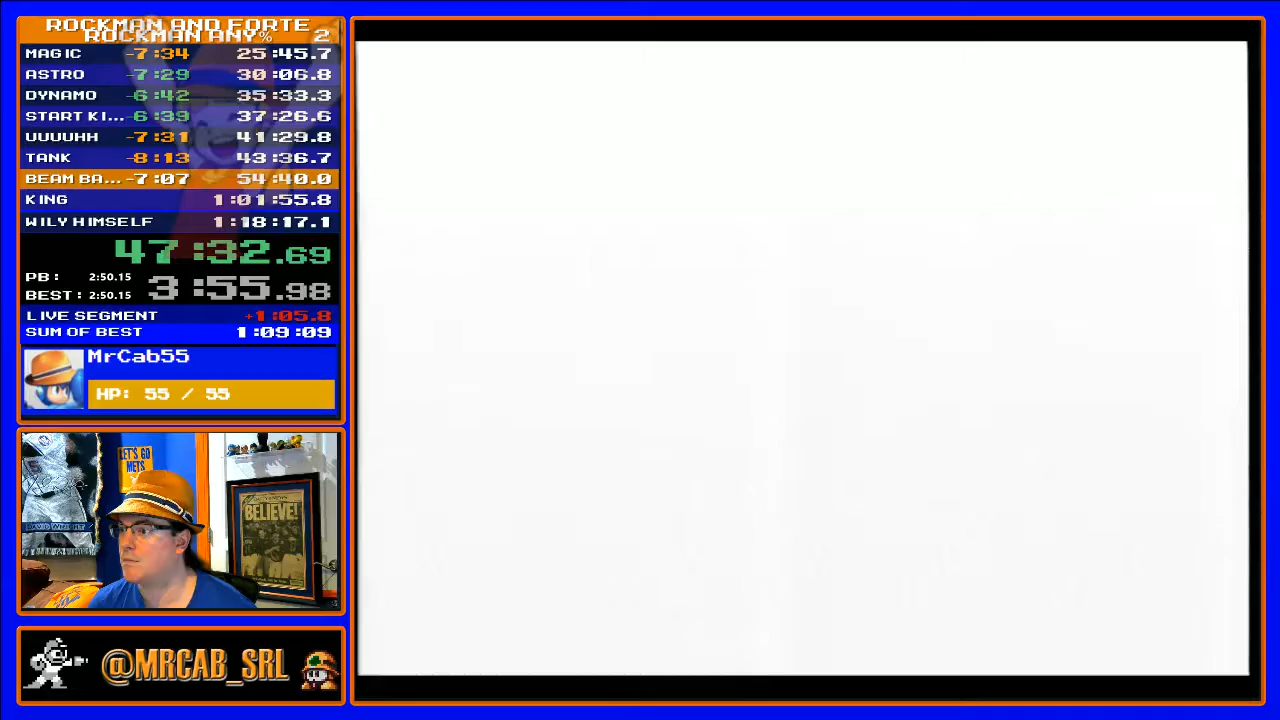 ROCKMAN AND FORTE
ROCKMAN ANY% 2
MAGIC -7:34 25:45.7
ASTRO -7:29 30:06.8
DYNAMO -6:42 35:33.3
START KI... -6:39 37:26.6
UUUUHH -7:31 41:29.8
TANK -8:13 43:36.7
BEAM BA... -7:07 54:40.0
KING 1:01:55.8
WILY HIMSELF 1:18:17.1
47:32.69
PB: 2:50.15
BEST: 2:50.15
3:55.98
LIVE SEGMENT +1:05.8
SUM OF BEST 1:09:09
MrCab55
HP: 55 / 55
LET'S GO
METS
DAVID WRIGHT
BELIEVE!
@MRCAB_SRL